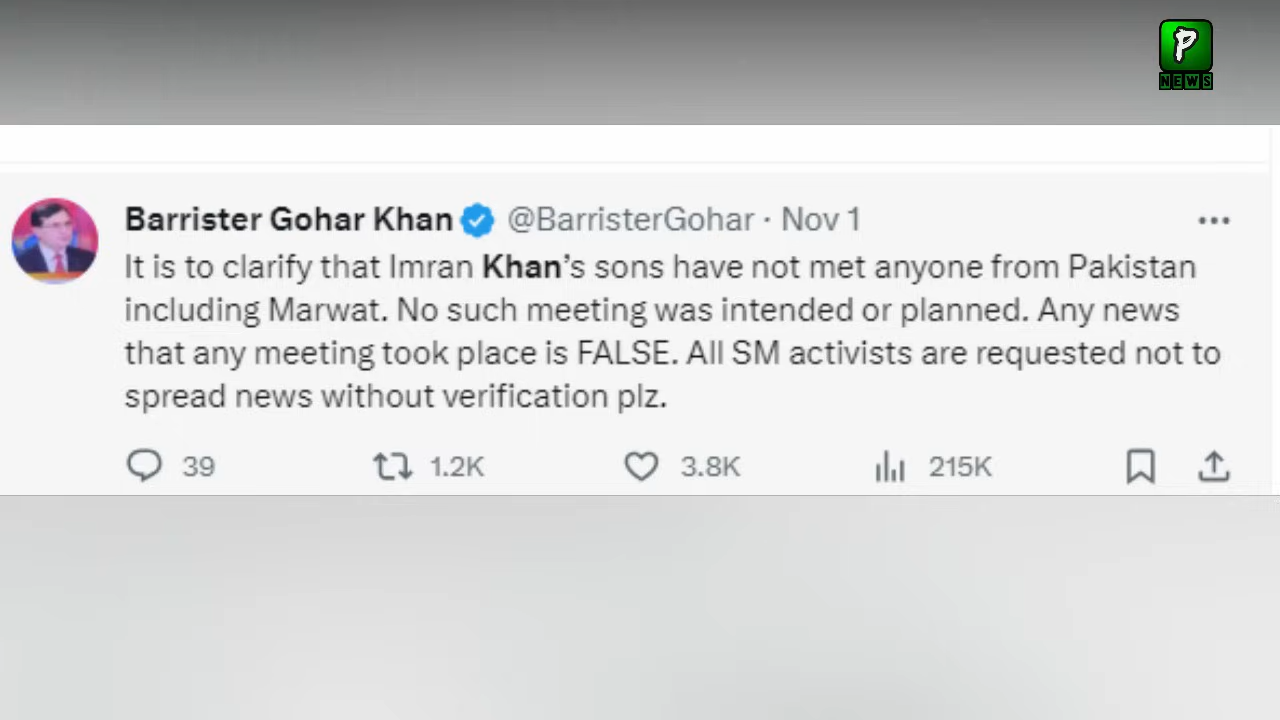 P
NEWS
Barrister Gohar Khan @BarristerGohar · Nov 1
It is to clarify that Imran Khan's sons have not met anyone from Pakistan
including Marwat. No such meeting was intended or planned. Any news
that any meeting took place is FALSE. All SM activists are requested not to
spread news without verification plz.
39 1.2K 3.8K 215K